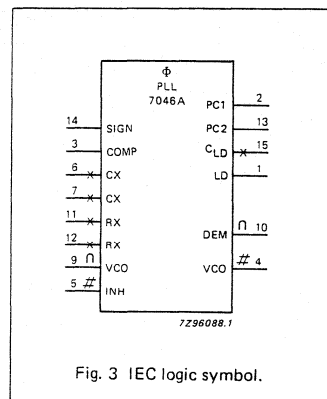 Φ
PLL
7046A
PC1 2
14 SIGN PC2 13
3 COMP CLD × 15
6 × CX LD 1
7 × CX
11 × RX
12 × RX DEM ∩ 10
9 ∩ VCO VCO # 4
5 # INH
7Z96088.1
Fig. 3 IEC logic symbol.